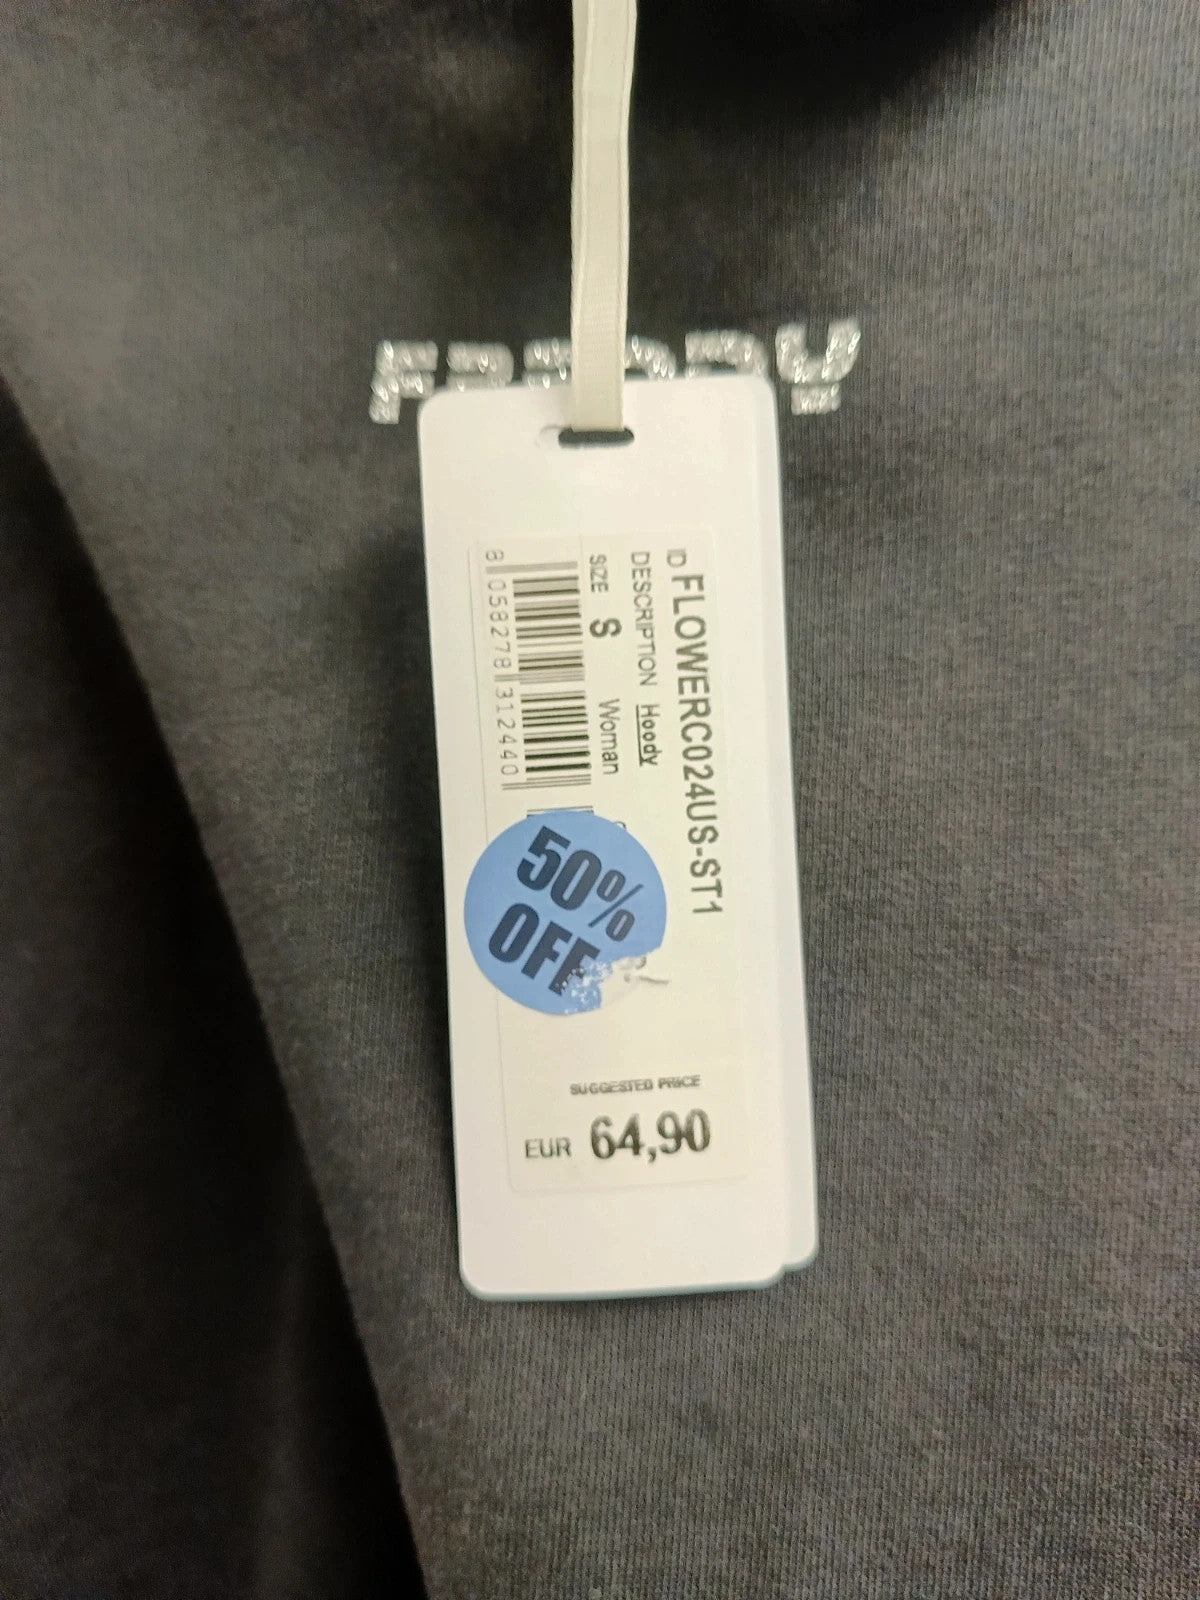 ID FLOWERC024US-ST1
DESCRIPTION Hoody
SIZE S Woman
8 058278 312440
50%
OFF
SUGGESTED PRICE
EUR 64,90